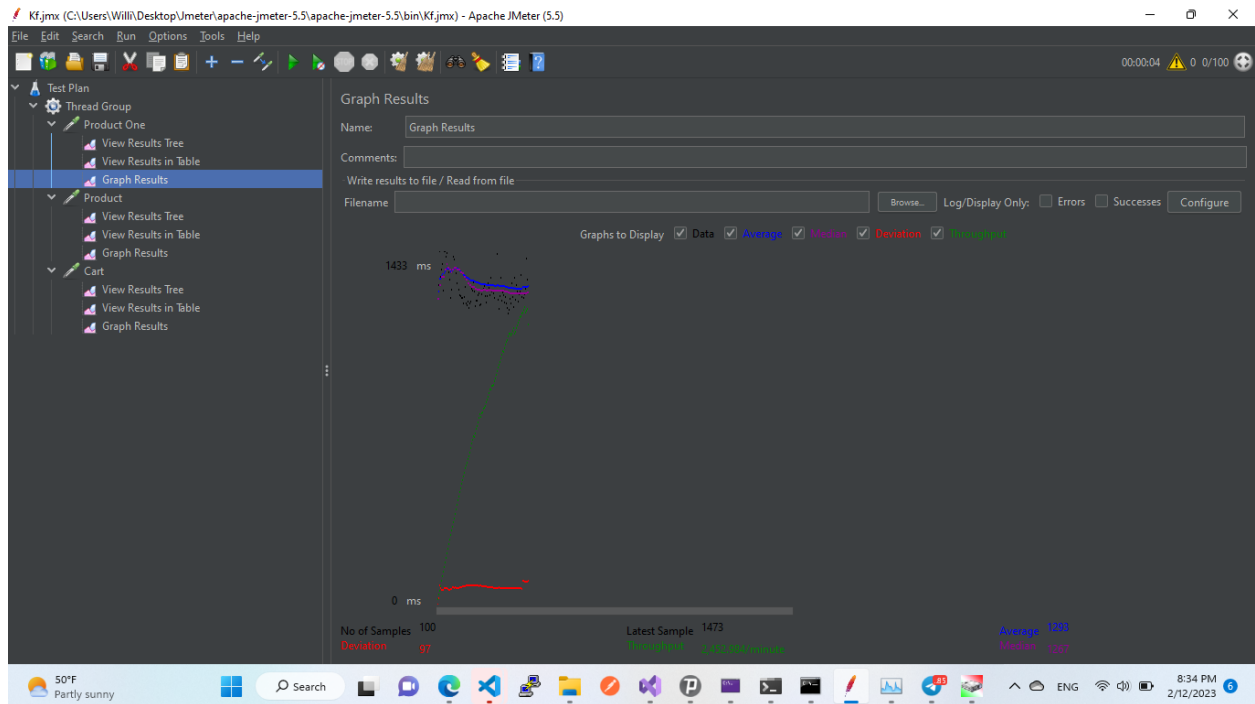 Kf.jmx (C:\Users\Willi\Desktop\Jmeter\apache-jmeter-5.5\apache-jmeter-5.5\bin\Kf.jmx) - Apache JMeter (5.5)
File Edit Search Run Options Tools Help
00:00:04 0 0/100
Test Plan
Thread Group
Product One
View Results Tree
View Results in Table
Graph Results
Product
View Results Tree
View Results in Table
Graph Results
Cart
View Results Tree
View Results in Table
Graph Results
Graph Results
Name: Graph Results
Comments:
Write results to file / Read from file
Filename Browse... Log/Display Only: Errors Successes Configure
Graphs to Display Data Average Median Deviation Throughput
1433 ms
0 ms
No of Samples 100 Latest Sample 1473 Average 1293
Deviation 97 Throughput /minute Median
50°F
Partly sunny
Search
85
ENG
8:34 PM
2/12/2023
6